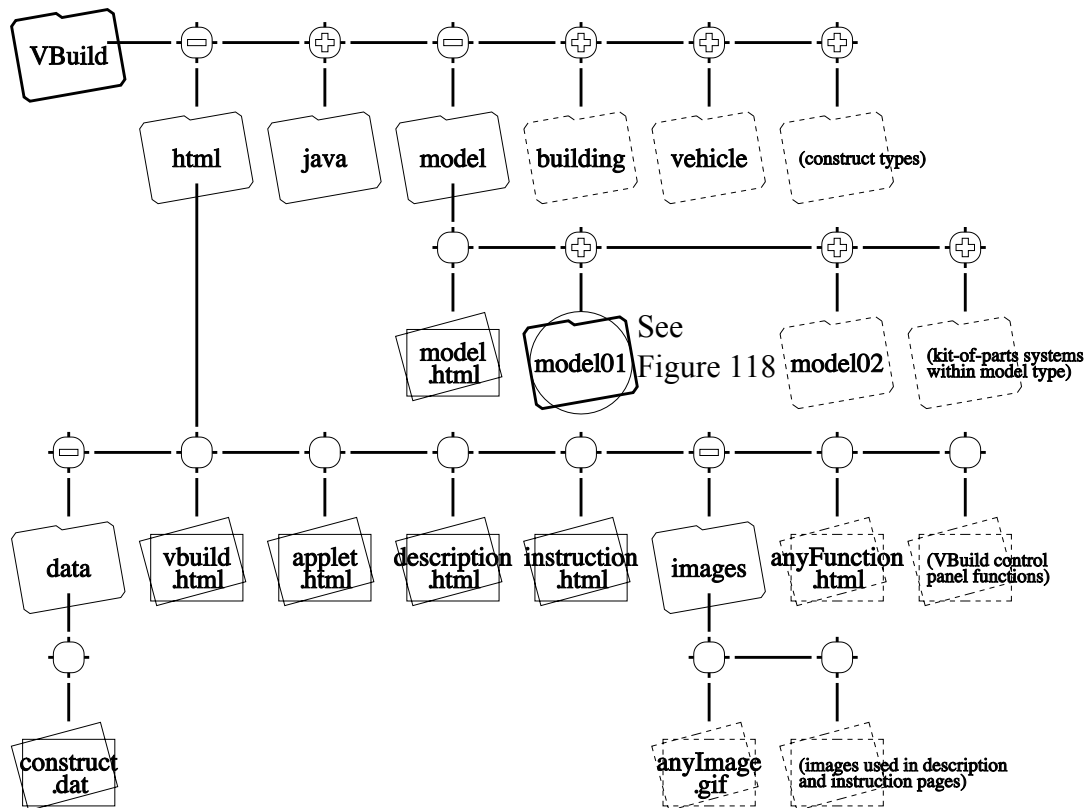 VBuild
html
java
model
building
vehicle
(construct types)
model
.html
model01
See
Figure 118
model02
(kit-of-parts systems
within model type)
data
vbuild
.html
applet
.html
description
.html
instruction
.html
images
anyFunction
.html
(VBuild control
panel functions)
construct
.dat
anyImage
.gif
(images used in description
and instruction pages)